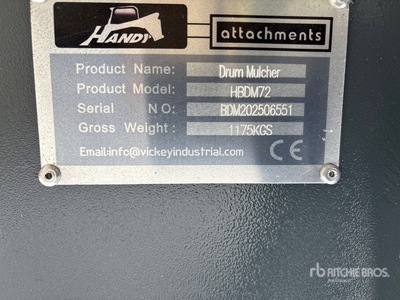 HANDY attachments
Product Name: Drum Mulcher
Product Model: HBDM72
Serial NO: BDM202506551
Gross Weight: 1175KGS
Email:info@vickeyindustrial.com CE
rb RITCHIE BROS.